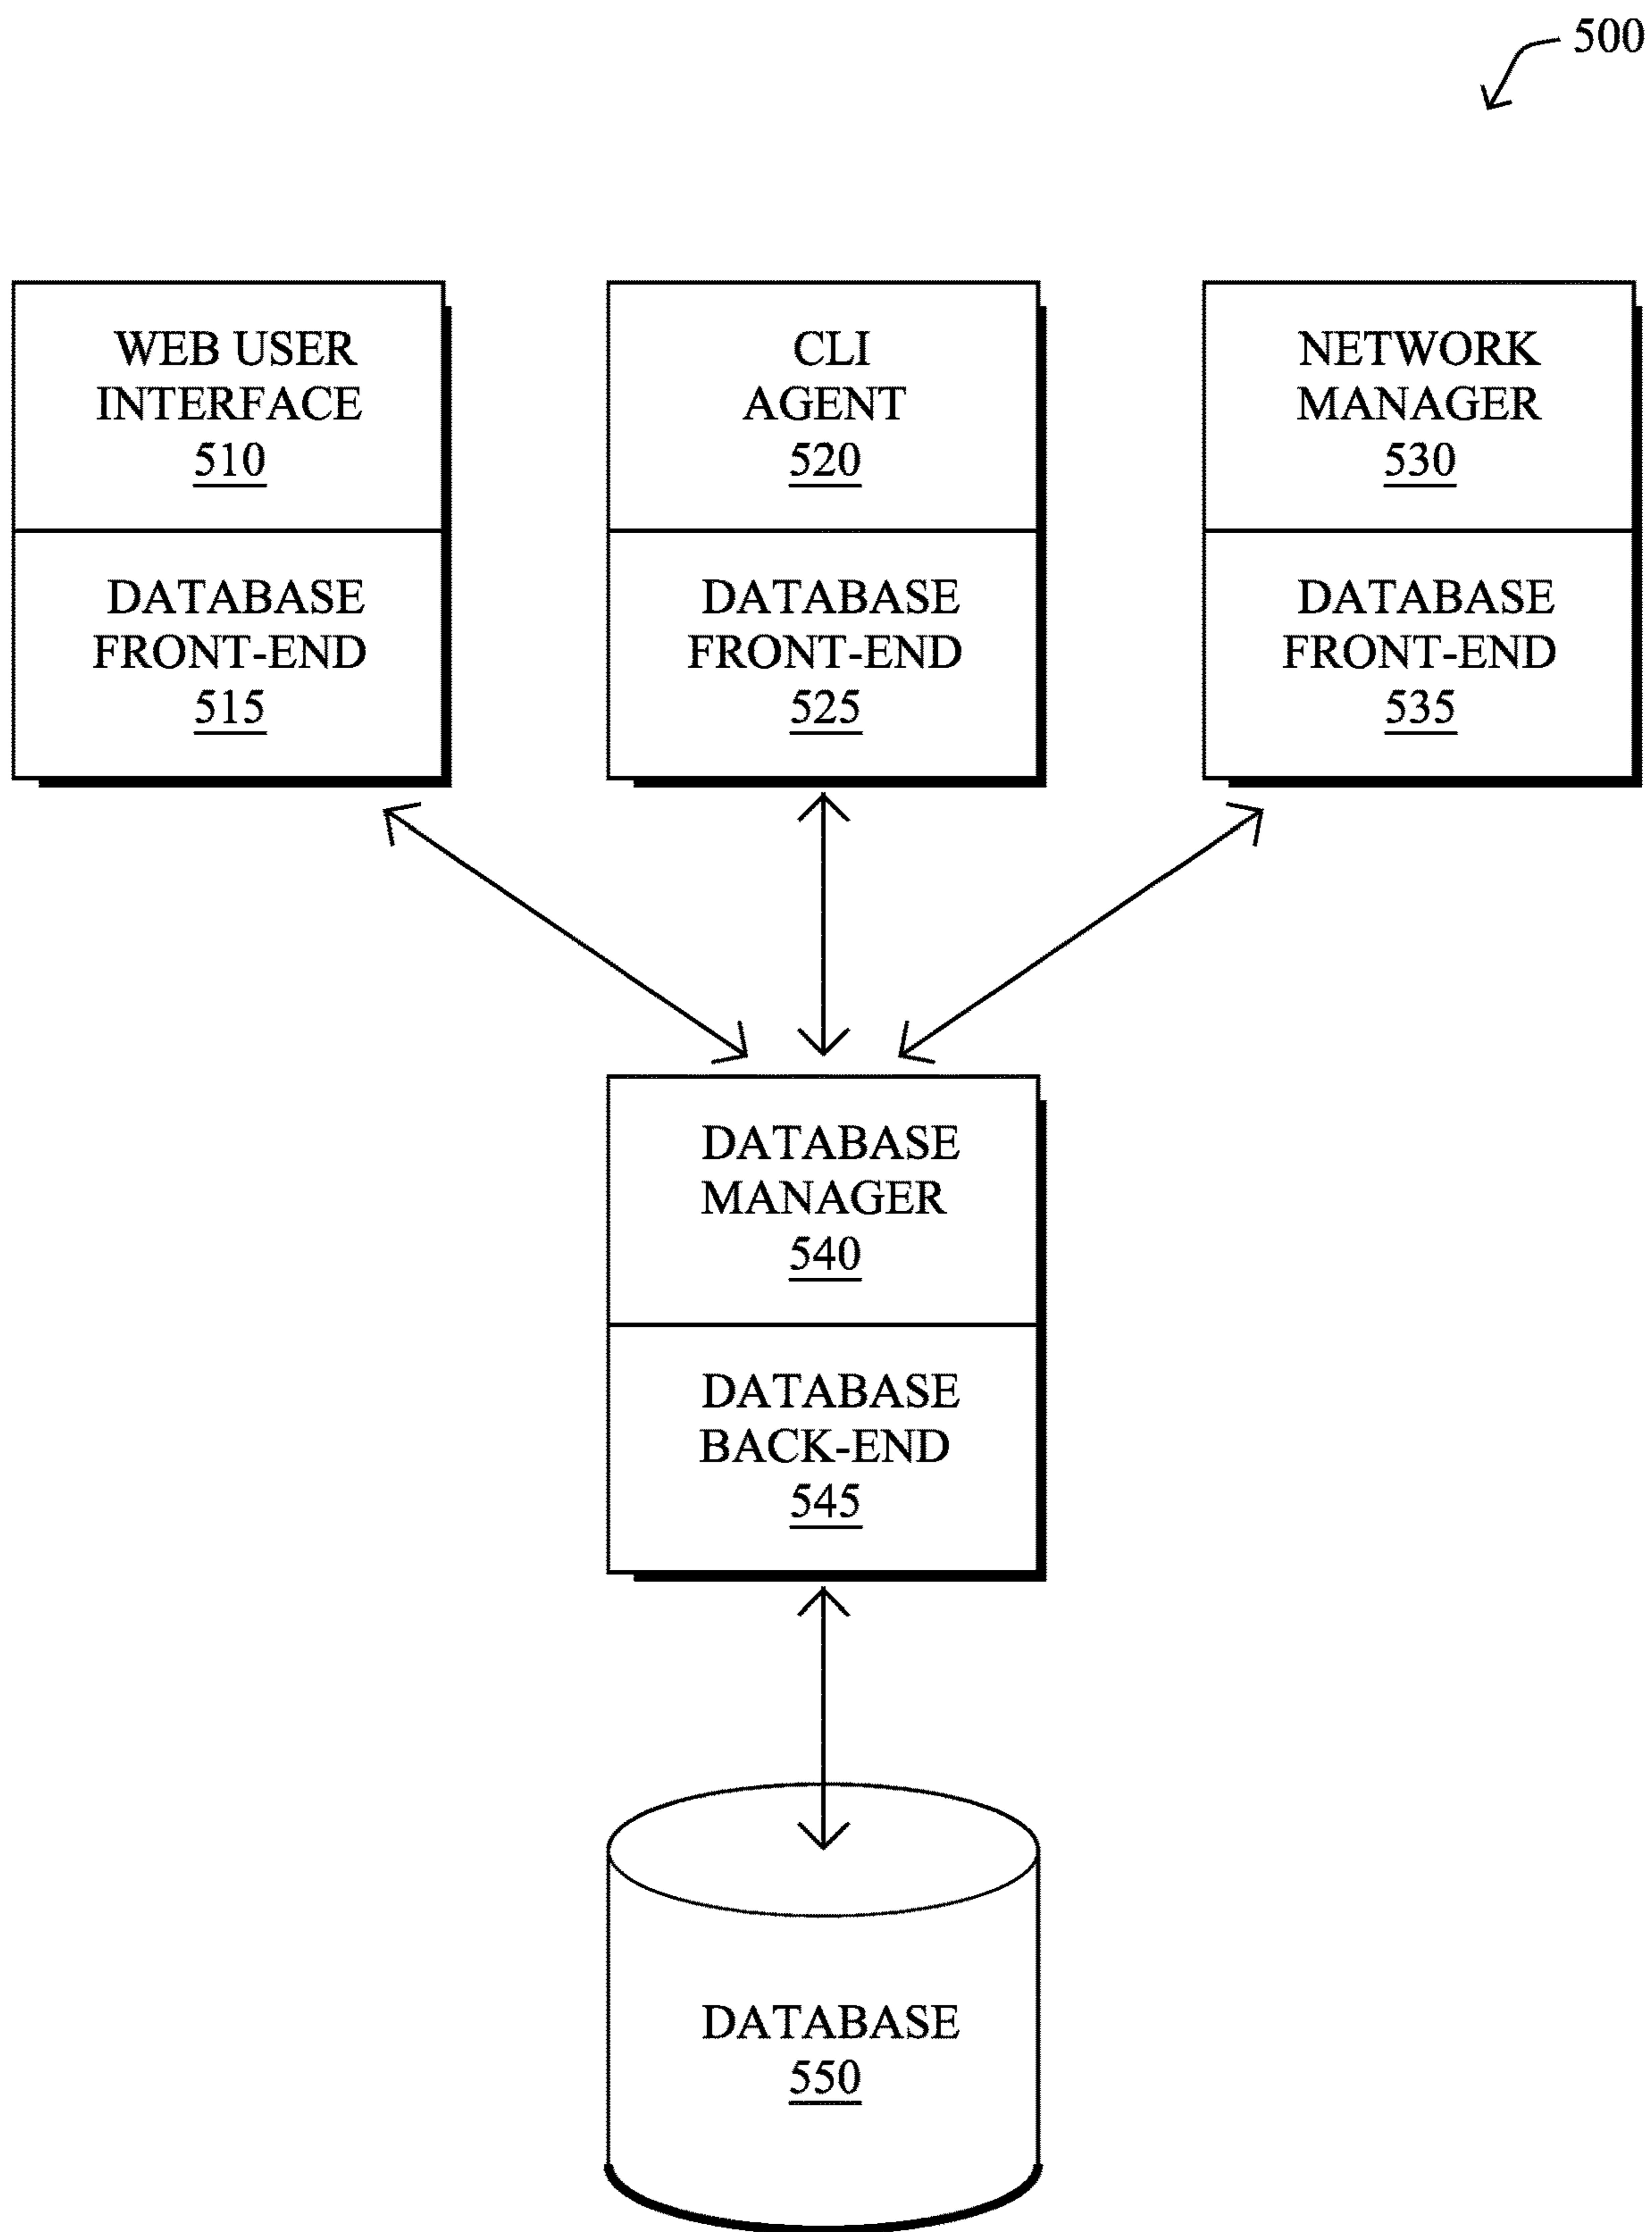 500
WEB USER
INTERFACE
510
DATABASE
FRONT-END
515
CLI
AGENT
520
DATABASE
FRONT-END
525
NETWORK
MANAGER
530
DATABASE
FRONT-END
535
DATABASE
MANAGER
540
DATABASE
BACK-END
545
DATABASE
550